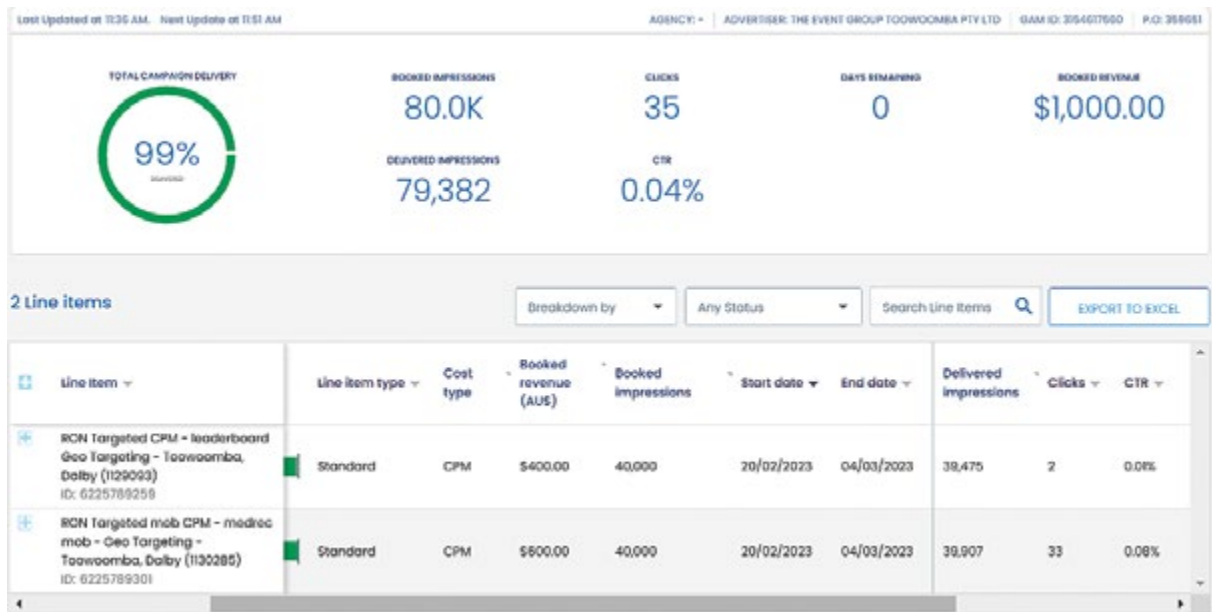 Last Updated at 11:36 AM. Next Update at 11:51 AM
AGENCY: - ADVERTISER: THE EVENT GROUP TOOWOOMBA PTY LTD GAM ID: 3154617560 P.O: 359651
TOTAL CAMPAIGN DELIVERY
99%
DELIVERED
BOOKED IMPRESSIONS
80.0K
CLICKS
35
DAYS REMAINING
0
BOOKED REVENUE
$1,000.00
DELIVERED IMPRESSIONS
79,382
CTR
0.04%
2 Line items
Breakdown by
Any Status
Search Line Items
EXPORT TO EXCEL
Line Item
Line item type
Cost type
Booked revenue (AU$)
Booked impressions
Start date
End date
Delivered impressions
Clicks
CTR
RON Targeted CPM - leaderboard
Geo Targeting - Toowoomba,
Dalby (1129093)
ID: 6225789259
Standard CPM $400.00 40,000 20/02/2023 04/03/2023 39,475 2 0.01%
RON Targeted mob CPM - medrec
mob - Geo Targeting -
Toowoomba, Dalby (1130285)
ID: 6225789301
Standard CPM $600.00 40,000 20/02/2023 04/03/2023 39,907 33 0.08%